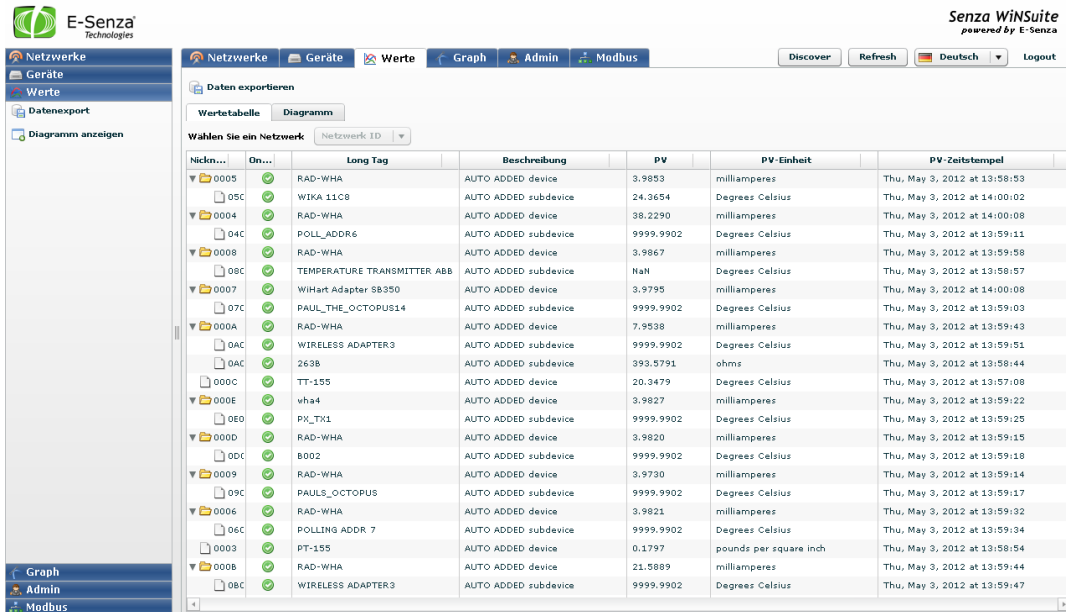 E-Senza
Technologies
Senza WiNSuite
powered by E-Senza
Netzwerke
Geräte
Werte
Datenexport
Diagramm anzeigen
Graph
Admin
Modbus
Netzwerke Geräte Werte Graph Admin Modbus Discover Refresh Deutsch Logout
Daten exportieren
Wertetabelle Diagramm
Wählen Sie ein Netzwerk Netzwerk ID
Nickn... On... Long Tag Beschreibung PV PV-Einheit PV-Zeitstempel
0005 RAD-WHA AUTO ADDED device 3.9853 milliamperes Thu, May 3, 2012 at 13:58:53
050 WIKA 11C8 AUTO ADDED subdevice 24.3654 Degrees Celsius Thu, May 3, 2012 at 14:00:02
0004 RAD-WHA AUTO ADDED device 38.2290 milliamperes Thu, May 3, 2012 at 14:00:08
040 POLL_ADDR6 AUTO ADDED subdevice 9999.9902 Degrees Celsius Thu, May 3, 2012 at 13:59:11
0008 RAD-WHA AUTO ADDED device 3.9867 milliamperes Thu, May 3, 2012 at 13:59:58
080 TEMPERATURE TRANSMITTER ABB AUTO ADDED subdevice NaN Degrees Celsius Thu, May 3, 2012 at 13:58:57
0007 WiHart Adapter SB350 AUTO ADDED device 3.9795 milliamperes Thu, May 3, 2012 at 14:00:08
070 PAUL_THE_OCTOPUS14 AUTO ADDED subdevice 9999.9902 Degrees Celsius Thu, May 3, 2012 at 13:59:03
000A RAD-WHA AUTO ADDED device 7.9538 milliamperes Thu, May 3, 2012 at 13:59:43
0A0 WIRELESS ADAPTER3 AUTO ADDED subdevice 9999.9902 Degrees Celsius Thu, May 3, 2012 at 13:59:51
0A0 263B AUTO ADDED subdevice 393.5791 ohms Thu, May 3, 2012 at 13:58:44
000C TT-155 AUTO ADDED device 20.3479 Degrees Celsius Thu, May 3, 2012 at 13:57:08
000E wha4 AUTO ADDED device 3.9827 milliamperes Thu, May 3, 2012 at 13:59:22
0E0 PX_TX1 AUTO ADDED subdevice 9999.9902 Degrees Celsius Thu, May 3, 2012 at 13:59:25
000D RAD-WHA AUTO ADDED device 3.9820 milliamperes Thu, May 3, 2012 at 13:59:15
0D0 B002 AUTO ADDED subdevice 9999.9902 Degrees Celsius Thu, May 3, 2012 at 13:59:18
0009 RAD-WHA AUTO ADDED device 3.9730 milliamperes Thu, May 3, 2012 at 13:59:14
090 PAULS_OCTOPUS AUTO ADDED subdevice 9999.9902 Degrees Celsius Thu, May 3, 2012 at 13:59:17
0006 RAD-WHA AUTO ADDED device 3.9821 milliamperes Thu, May 3, 2012 at 13:59:32
060 POLLING ADDR 7 AUTO ADDED subdevice 9999.9902 Degrees Celsius Thu, May 3, 2012 at 13:59:34
0003 PT-155 AUTO ADDED device 0.1797 pounds per square inch Thu, May 3, 2012 at 13:58:54
000B RAD-WHA AUTO ADDED device 21.5889 milliamperes Thu, May 3, 2012 at 13:59:44
0B0 WIRELESS ADAPTER3 AUTO ADDED subdevice 9999.9902 Degrees Celsius Thu, May 3, 2012 at 13:59:47